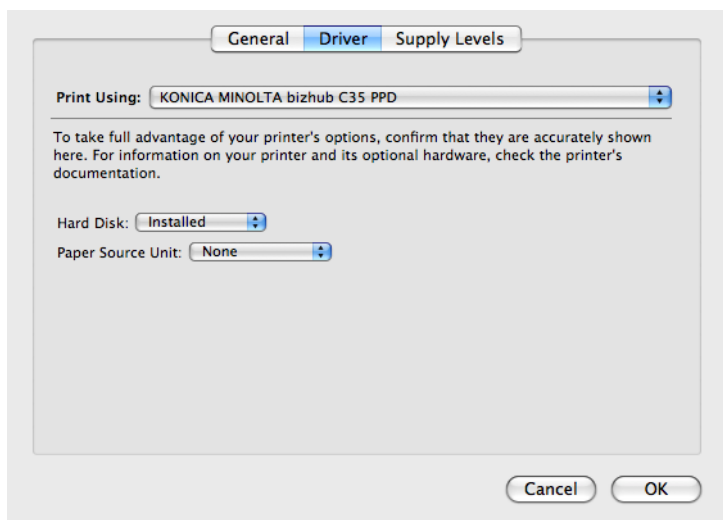 General Driver Supply Levels
Print Using: KONICA MINOLTA bizhub C35 PPD
To take full advantage of your printer's options, confirm that they are accurately shown
here. For information on your printer and its optional hardware, check the printer's
documentation.
Hard Disk: Installed
Paper Source Unit: None
Cancel OK